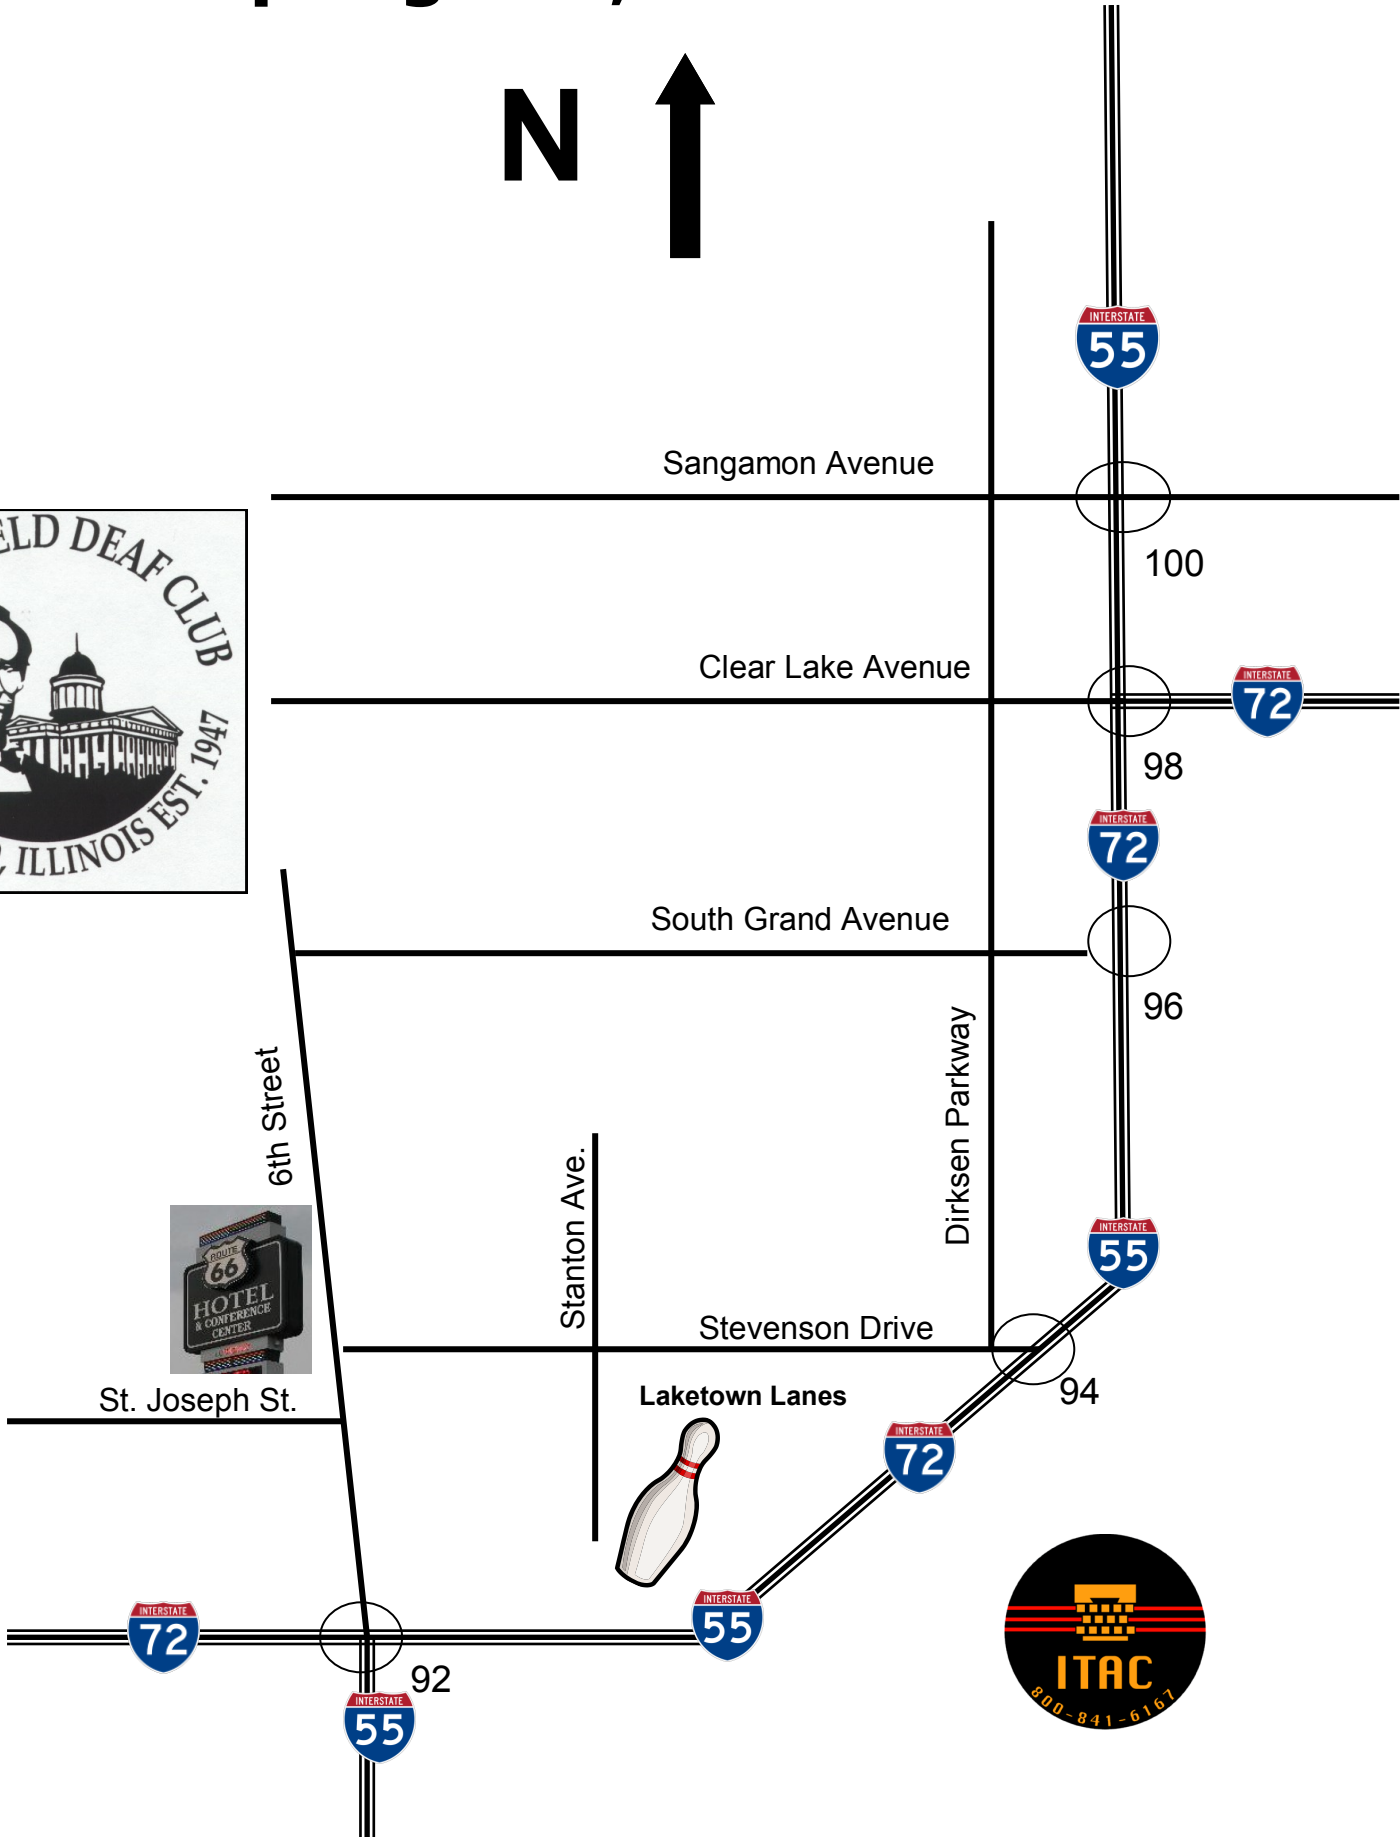 N
INTERSTATE
55
Sangamon Avenue
100
DEAF CLUB
ILLINOIS EST. 1947
Clear Lake Avenue
INTERSTATE
72
98
INTERSTATE
72
South Grand Avenue
96
6th Street
Dirksen Parkway
Stanton Ave.
ROUTE
66
HOTEL
& CONFERENCE
CENTER
INTERSTATE
55
Stevenson Drive
94
St. Joseph St.
Laketown Lanes
INTERSTATE
72
INTERSTATE
72
INTERSTATE
55
92
INTERSTATE
55
ITAC
800-841-6167